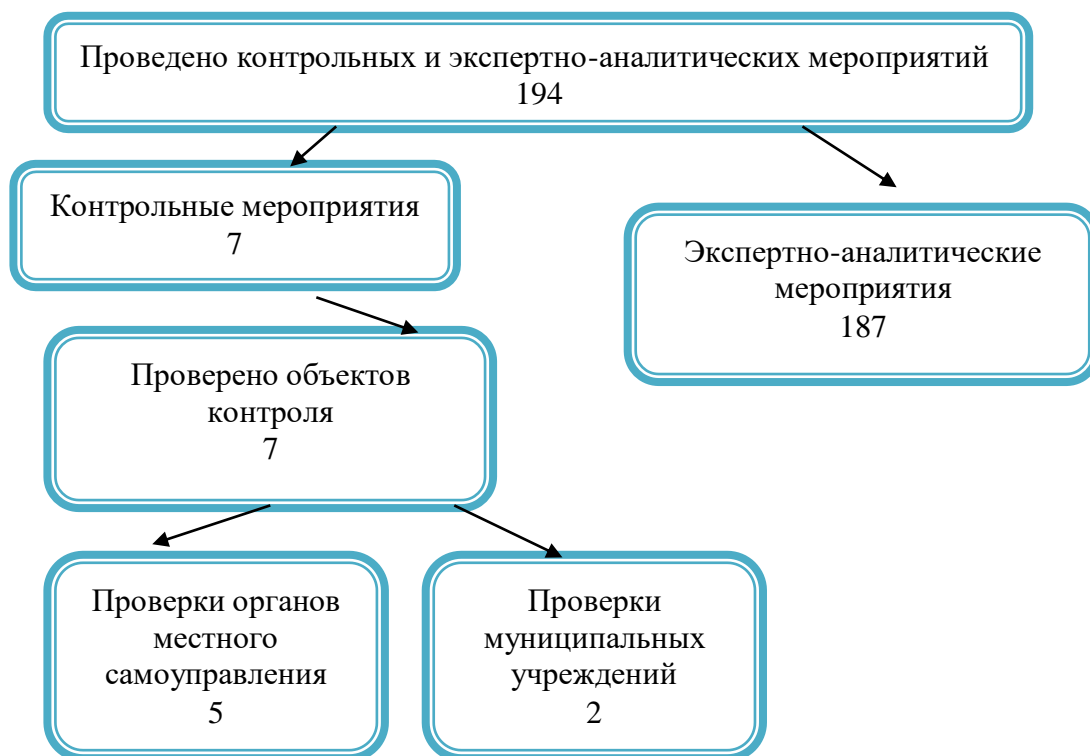 Проведено контрольных и экспертно-аналитических мероприятий
194
Контрольные мероприятия
7
Экспертно-аналитические
мероприятия
187
Проверено объектов
контроля
7
Проверки органов
местного
самоуправления
5
Проверки
муниципальных
учреждений
2